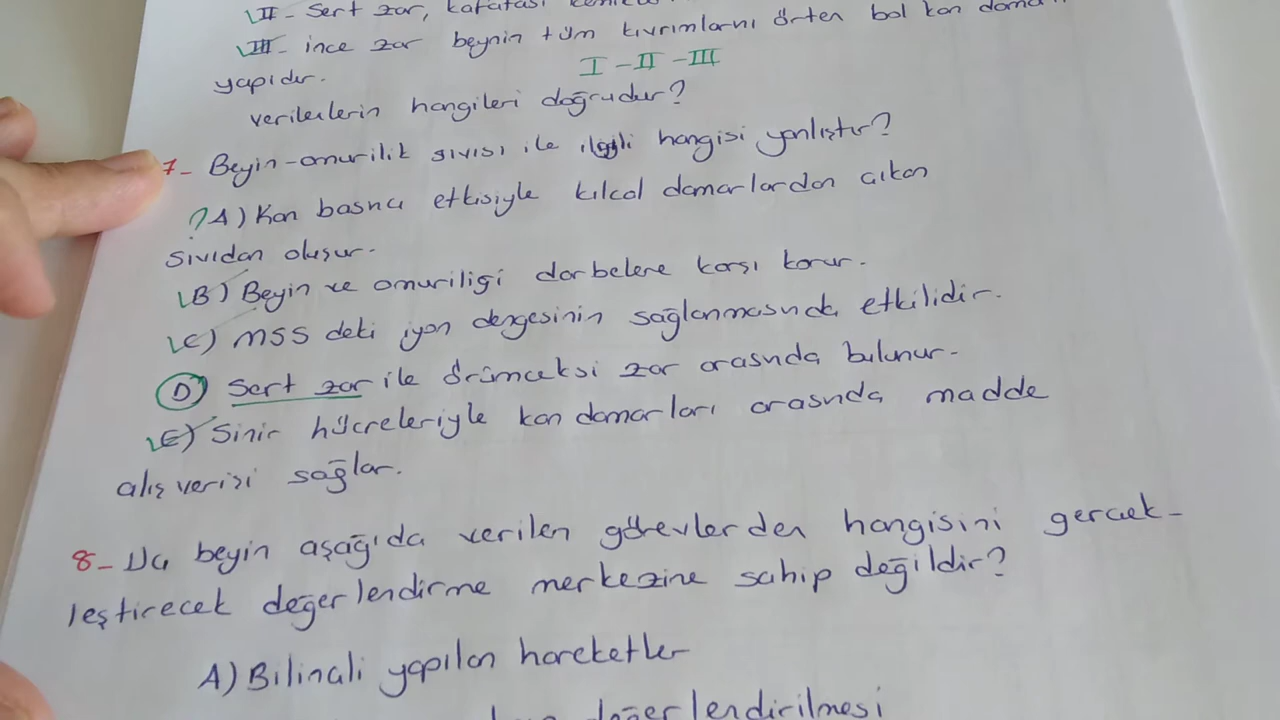 II - Sert zar, kafatası
III - ince zar beynin tüm kıvrımlarını örten bol kan
yapıdır.
I - II - III
verilenlerin hangileri doğrudur?
7- Beyin-omurilik sıvısı ile ilgili hangisi yanlıştır?
? A) Kan basıncı etkisiyle kılcal damarlardan çıkan
sıvıdan oluşur.
B) Beyin ve omuriliği darbelere karşı korur.
C) MSS deki iyon dengesinin sağlanmasında etkilidir.
D) Sert zar ile örümceksi zar arasında bulunur.
E) Sinir hücreleriyle kan damarları arasında madde
alış verişi sağlar.
8- Uç beyin aşağıda verilen görevlerden hangisini gerçek-
leştirecek değerlendirme merkezine sahip değildir?
A) Bilinçli yapılan hareketler
değerlendirilmesi